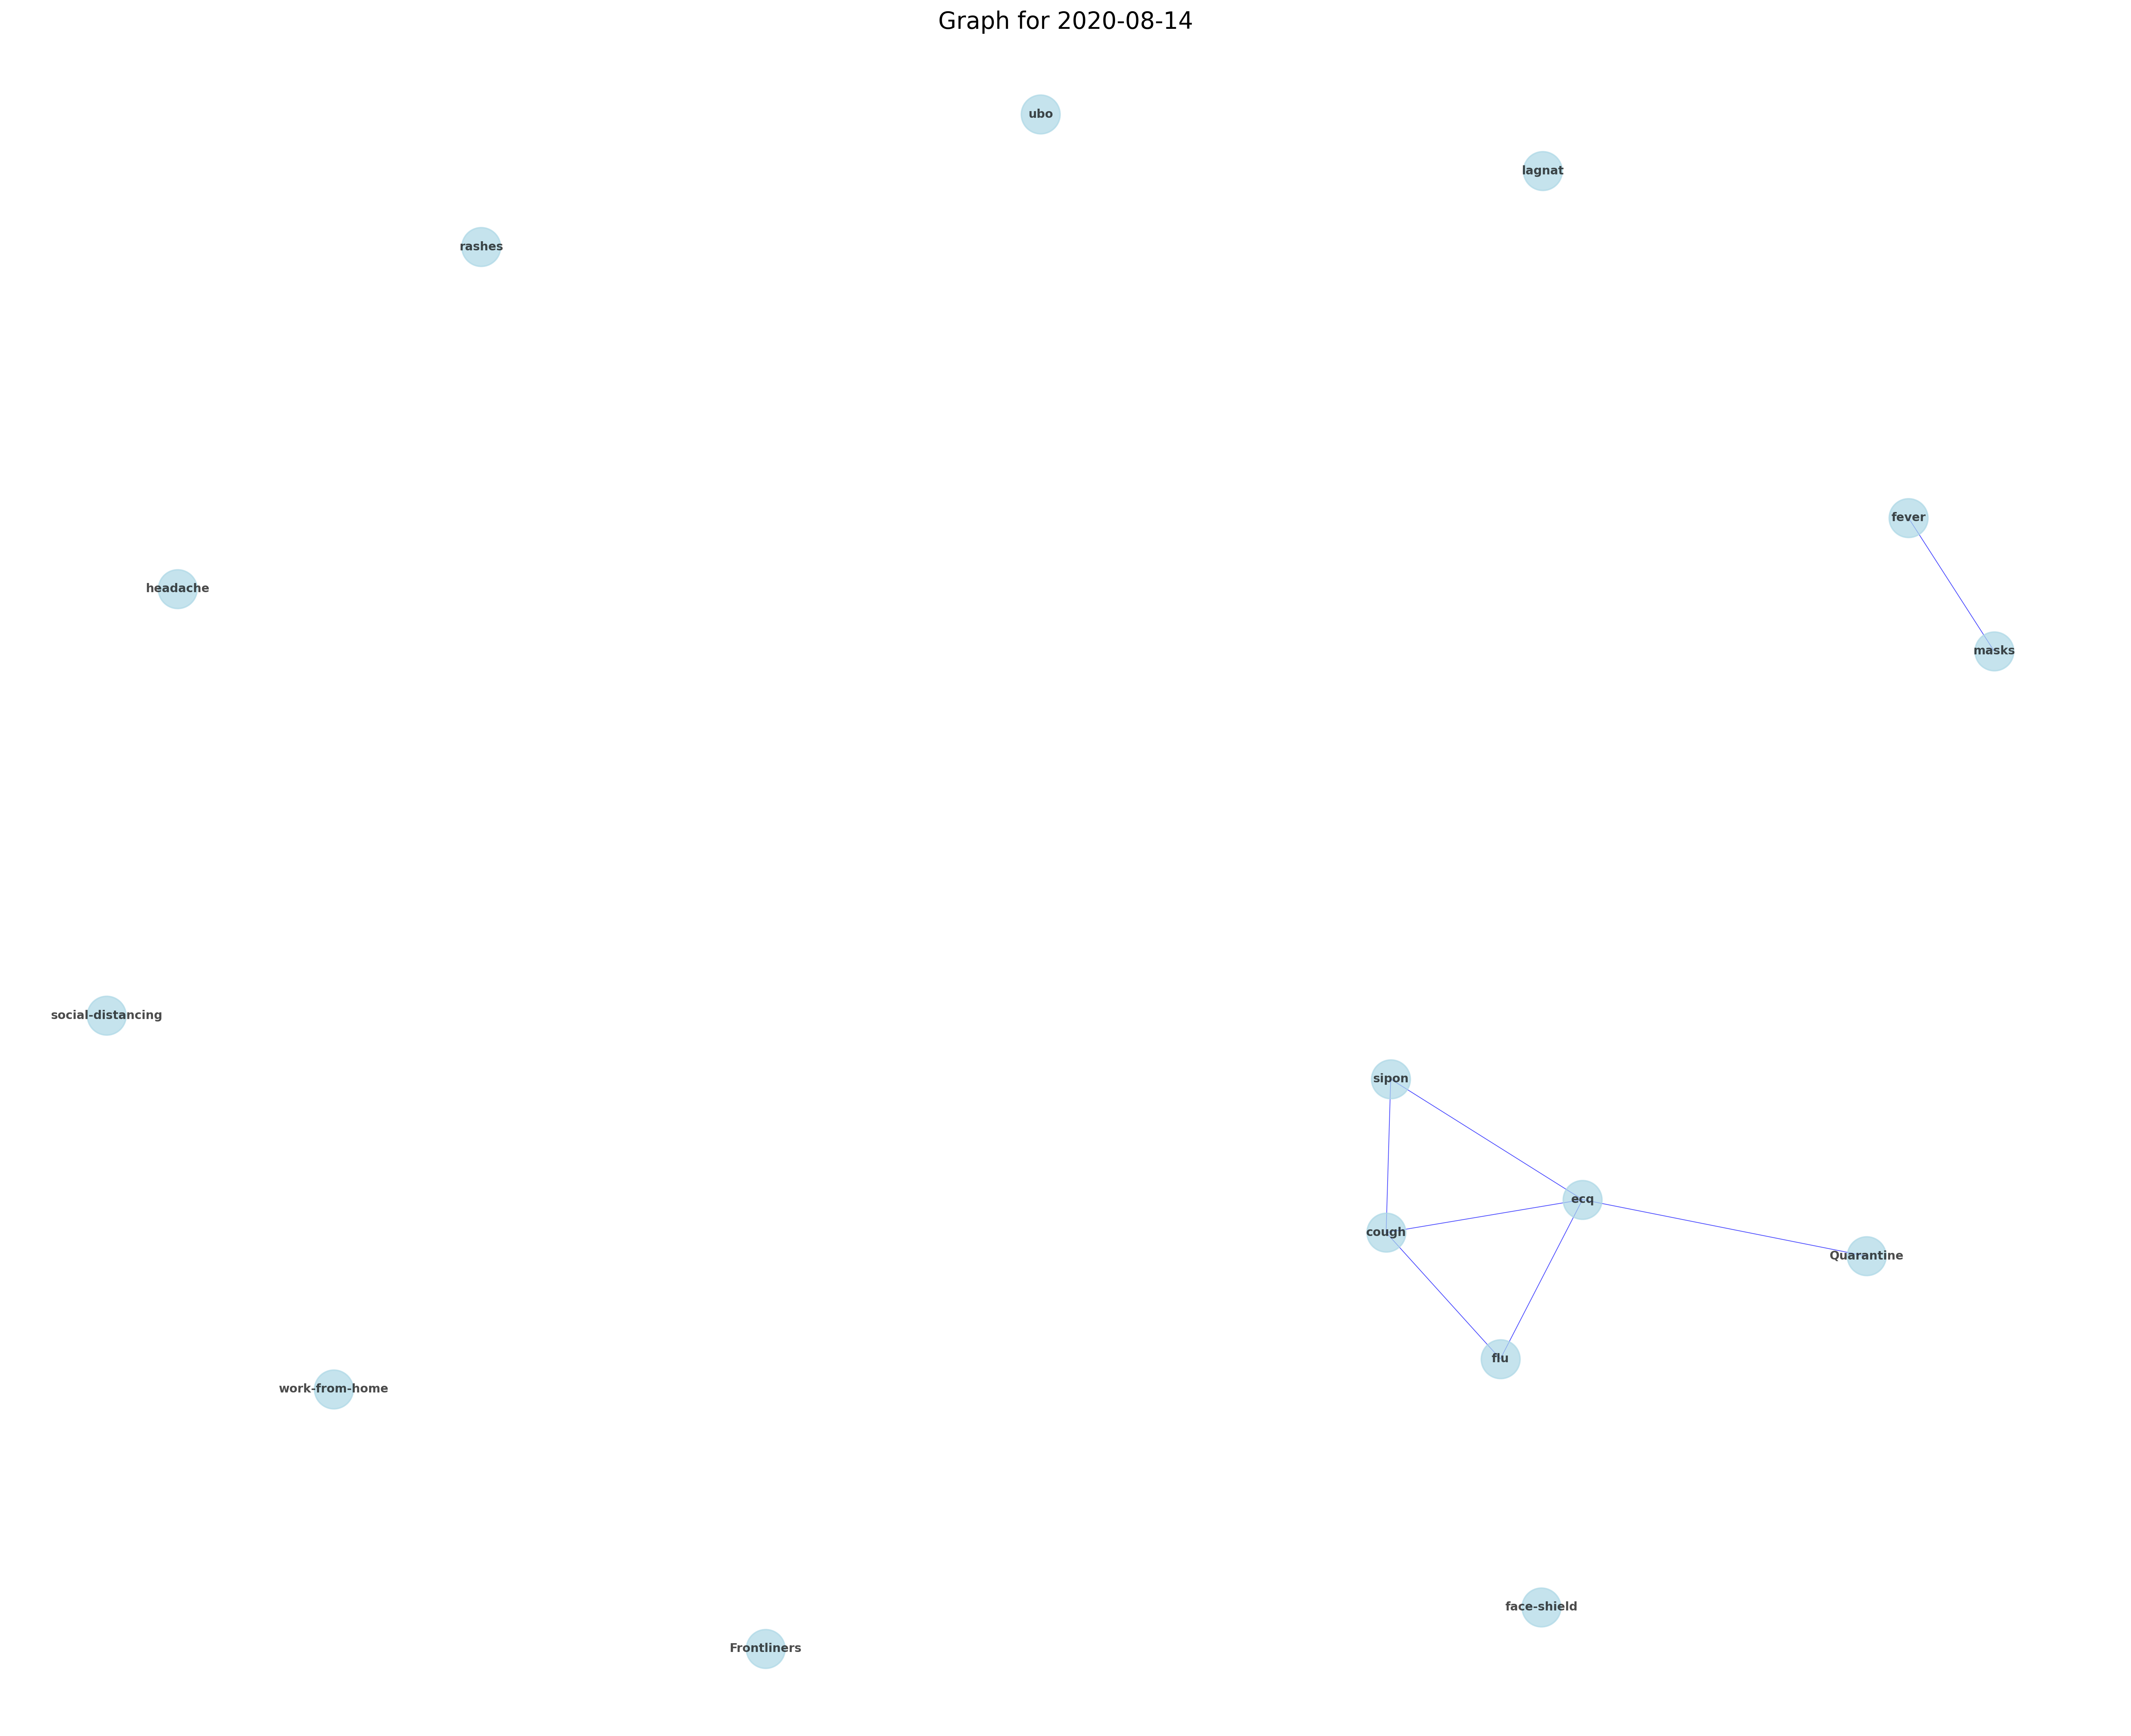 Graph for 2020-08-14
ubo
lagnat
rashes
fever
headache
masks
social-distancing
sipon
ecq
cough
Quarantine
flu
work-from-home
face-shield
Frontliners